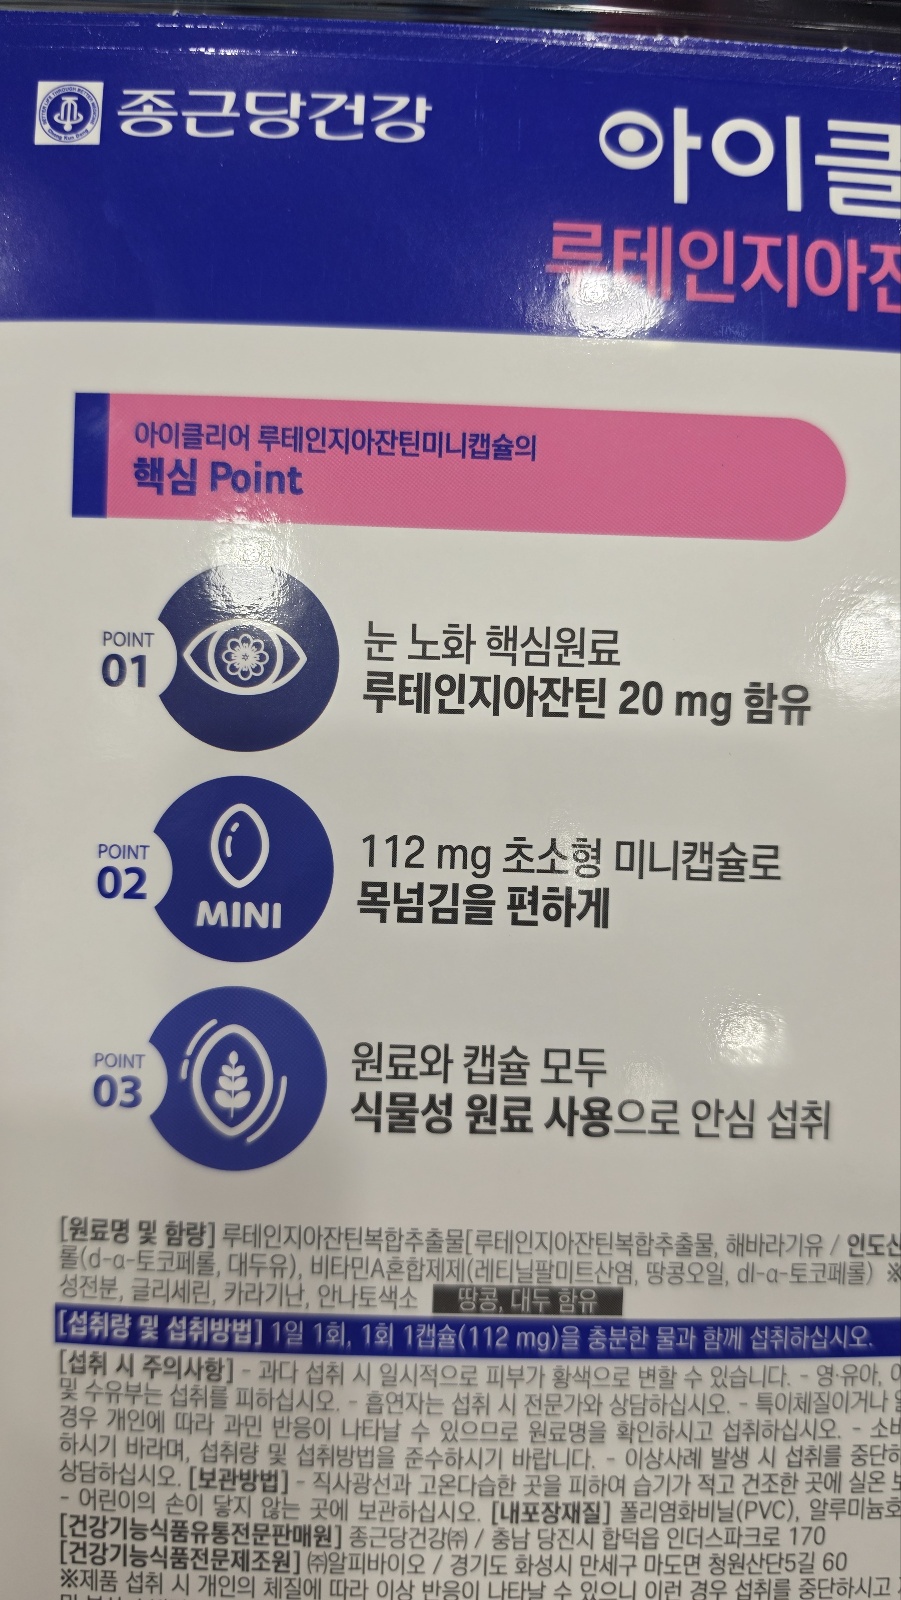 종근당건강
아이클
루테인지아잔
아이클리어 루테인지아잔틴미니캡슐의
핵심 Point
POINT
01
눈 노화 핵심원료
루테인지아잔틴 20 mg 함유
POINT
02
MINI
112 mg 초소형 미니캡슐로
목넘김을 편하게
POINT
03
원료와 캡슐 모두
식물성 원료 사용으로 안심 섭취
[원료명 및 함량] 루테인지아잔틴복합추출물[루테인지아잔틴복합추출물, 해바라기유 / 인도산
롤(d-α-토코페롤, 대두유), 비타민A혼합제제(레티닐팔미트산염, 땅콩오일, dl-α-토코페롤) ※
성전분, 글리세린, 카라기난, 안나토색소 땅콩, 대두 함유
[섭취량 및 섭취방법] 1일 1회, 1회 1캡슐(112 mg)을 충분한 물과 함께 섭취하십시오.
[섭취 시 주의사항] - 과다 섭취 시 일시적으로 피부가 황색으로 변할 수 있습니다. - 영·유아,
및 수유부는 섭취를 피하십시오. - 흡연자는 섭취 시 전문가와 상담하십시오. - 특이체질이거나
경우 개인에 따라 과민 반응이 나타날 수 있으므로 원료명을 확인하시고 섭취하십시오. - 소비
하시기 바라며, 섭취량 및 섭취방법을 준수하시기 바랍니다. - 이상사례 발생 시 섭취를 중단하
상담하십시오. [보관방법] - 직사광선과 고온다습한 곳을 피하여 습기가 적고 건조한 곳에 실온 보
- 어린이의 손이 닿지 않는 곳에 보관하십시오. [내포장재질] 폴리염화비닐(PVC), 알루미늄호
[건강기능식품유통전문판매원] 종근당건강㈜ / 충남 당진시 합덕읍 인더스파크로 170
[건강기능식품전문제조원] ㈜알피바이오 / 경기도 화성시 만세구 마도면 청원산단5길 60
※제품 섭취 시 개인의 체질에 따라 이상 반응이 나타날 수 있으니 이런 경우 섭취를 중단하시고